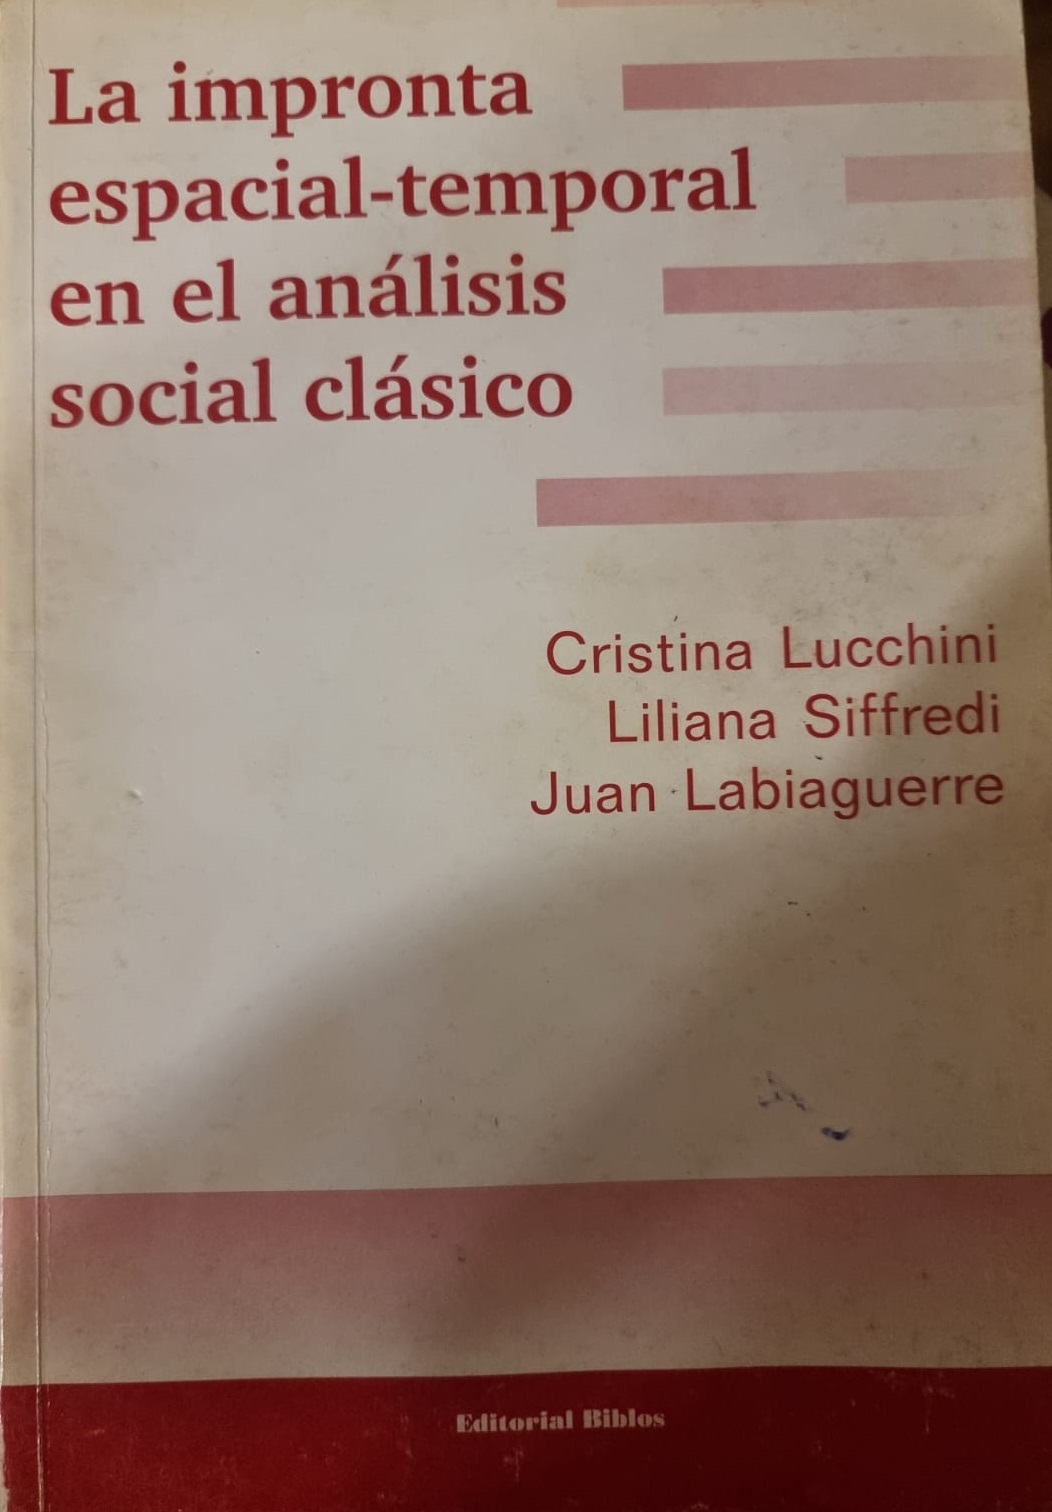 La impronta
espacial-temporal
en el análisis
social clásico
Cristina Lucchini
Liliana Siffredi
Juan Labiaguerre
Editorial Biblos